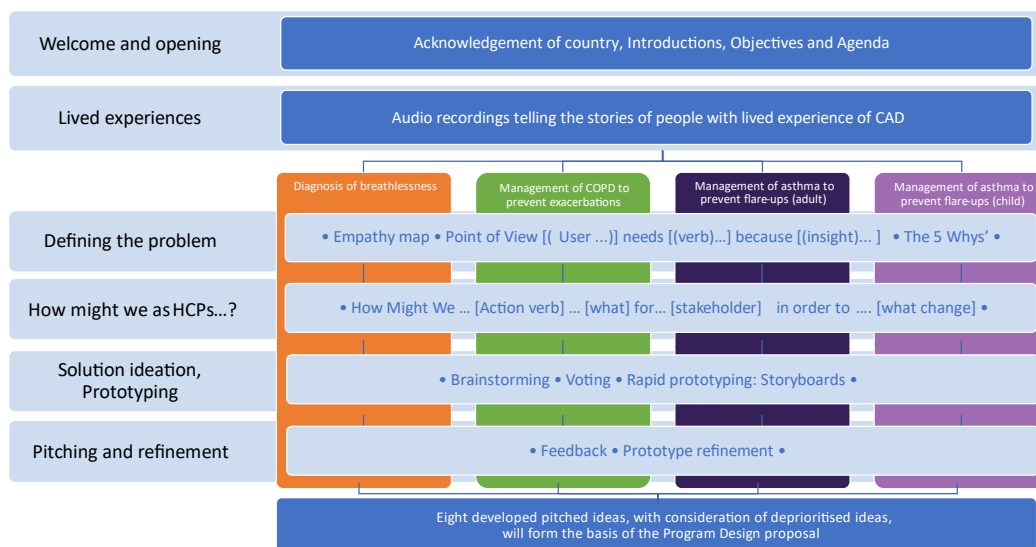 Welcome and opening
Acknowledgement of country, Introductions, Objectives and Agenda
Lived experiences
Audio recordings telling the stories of people with lived experience of CAD
Diagnosis of breathlessness
Management of COPD to
prevent exacerbations
Management of asthma to
prevent flare-ups (adult)
Management of asthma to
prevent flare-ups (child)
Defining the problem
• Empathy map • Point of View [( User ...)] needs [(verb)...] because [(insight)... ] • The 5 Whys’ •
How might we as HCPs...?
• How Might We ... [Action verb] ... [what] for... [stakeholder] in order to .... [what change] •
Solution ideation,
Prototyping
• Brainstorming • Voting • Rapid prototyping: Storyboards •
Pitching and refinement
• Feedback • Prototype refinement •
Eight developed pitched ideas, with consideration of deprioritised ideas,
will form the basis of the Program Design proposal